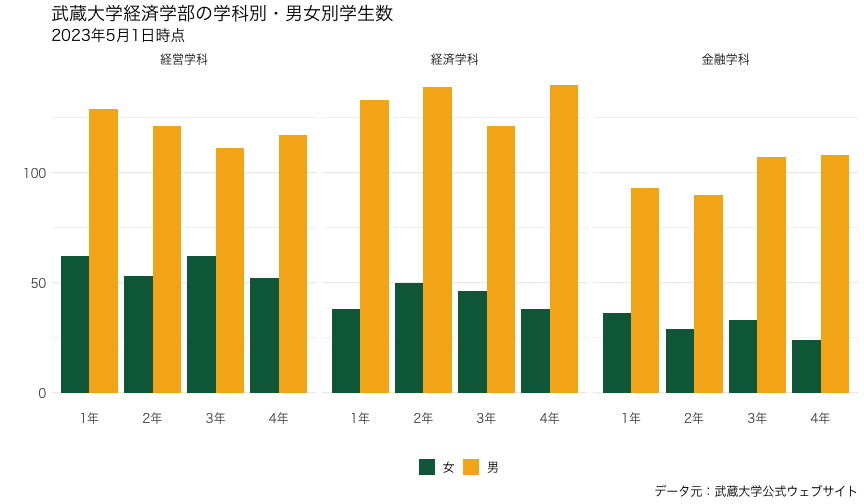 武蔵大学経済学部の学科別・男女別学生数
2023年5月1日時点
経営学科 経済学科 金融学科
100
50
0
1年 2年 3年 4年 1年 2年 3年 4年 1年 2年 3年 4年
女 男
データ元：武蔵大学公式ウェブサイト